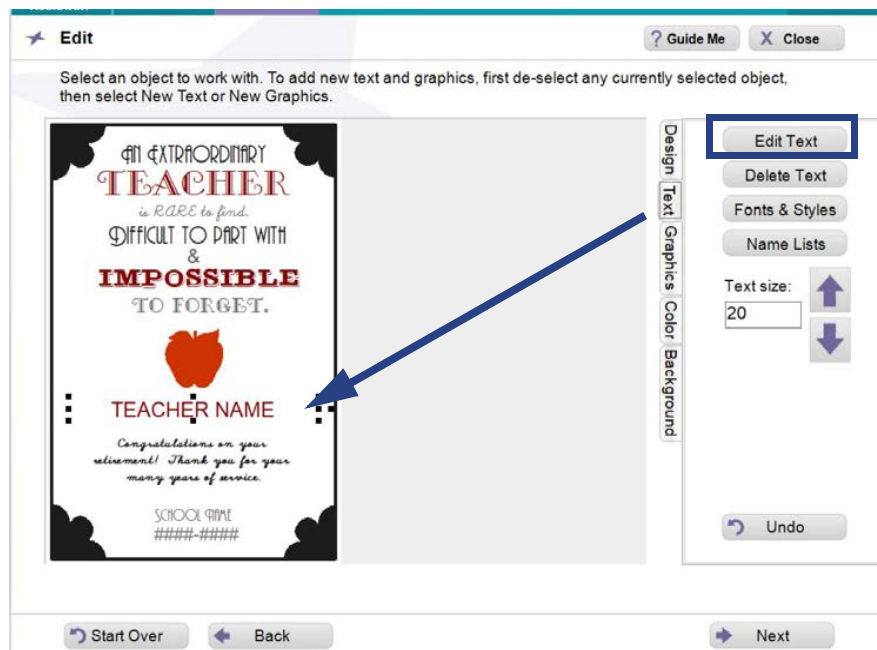 Edit
? Guide Me
X Close
Select an object to work with. To add new text and graphics, first de-select any currently selected object,
then select New Text or New Graphics.
AN EXTRAORDINARY
TEACHER
is RARE to find.
DIFFICULT TO PART WITH
&
IMPOSSIBLE
TO FORGET.
TEACHER NAME
Congratulations on your
retirement! Thank you for your
many years of service.
SCHOOL NAME
####-####
Design
Text
Graphics
Color
Background
Edit Text
Delete Text
Fonts & Styles
Name Lists
Text size:
20
Undo
Start Over
Back
Next